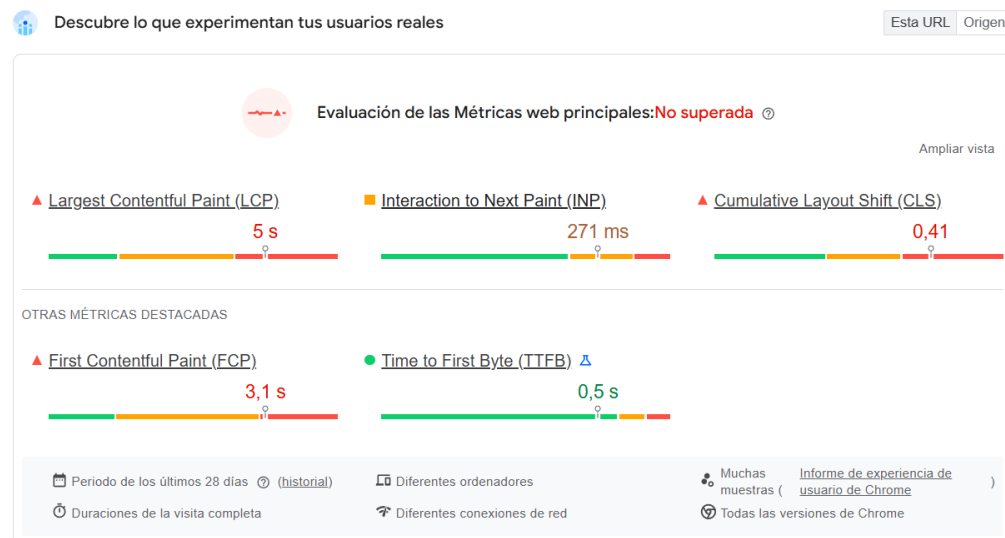 Descubre lo que experimentan tus usuarios reales
Esta URL
Origen
Evaluación de las Métricas web principales:No superada
Ampliar vista
Largest Contentful Paint (LCP)
5 s
Interaction to Next Paint (INP)
271 ms
Cumulative Layout Shift (CLS)
0,41
OTRAS MÉTRICAS DESTACADAS
First Contentful Paint (FCP)
3,1 s
Time to First Byte (TTFB)
0,5 s
Periodo de los últimos 28 días (historial)
Diferentes ordenadores
Muchas muestras ( Informe de experiencia de usuario de Chrome )
Duraciones de la visita completa
Diferentes conexiones de red
Todas las versiones de Chrome